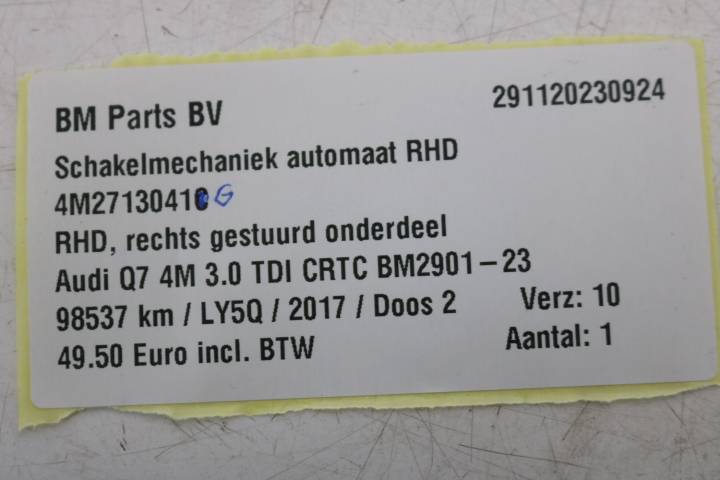 BM Parts BV 291120230924
Schakelmechaniek automaat RHD
4M2713041 G
RHD, rechts gestuurd onderdeel
Audi Q7 4M 3.0 TDI CRTC BM2901-23
98537 km / LY5Q / 2017 / Doos 2 Verz: 10
49.50 Euro incl. BTW Aantal: 1